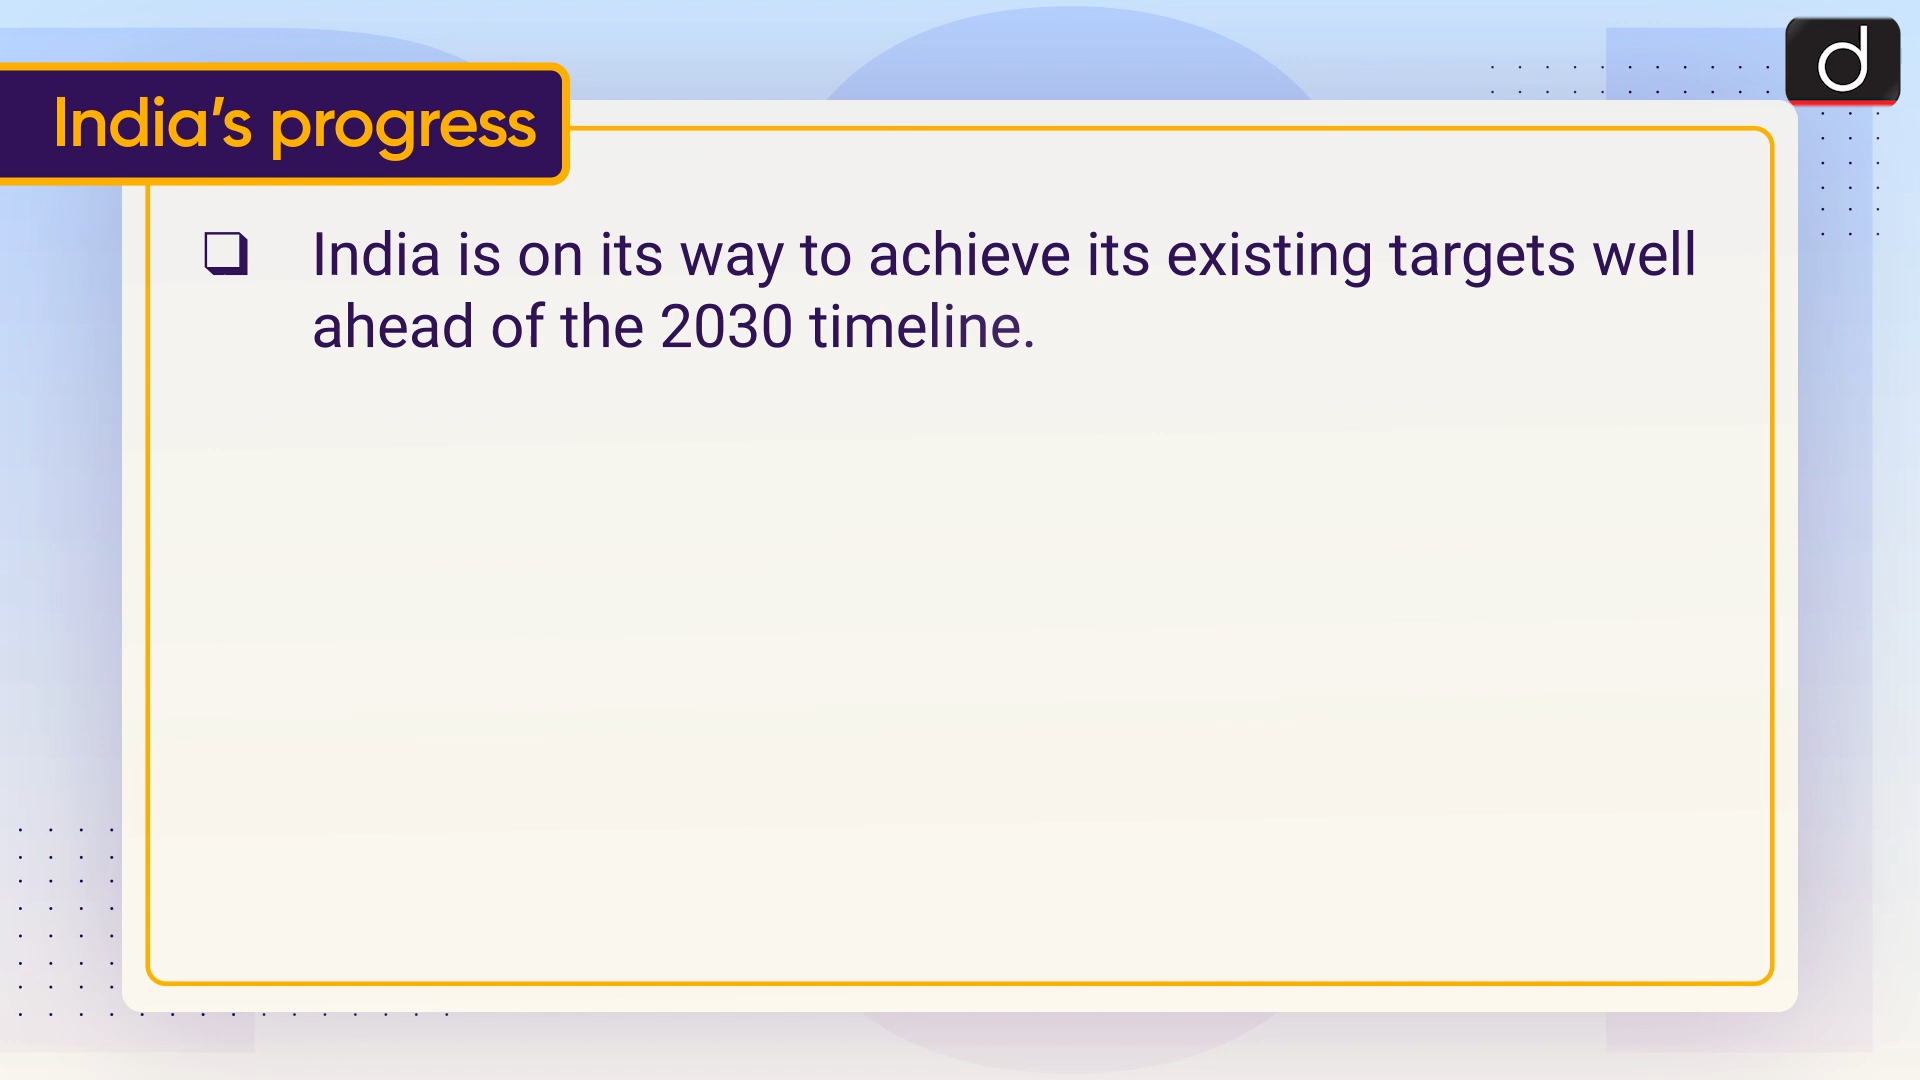 India's progress
❑ India is on its way to achieve its existing targets well
ahead of the 2030 timeline.
d